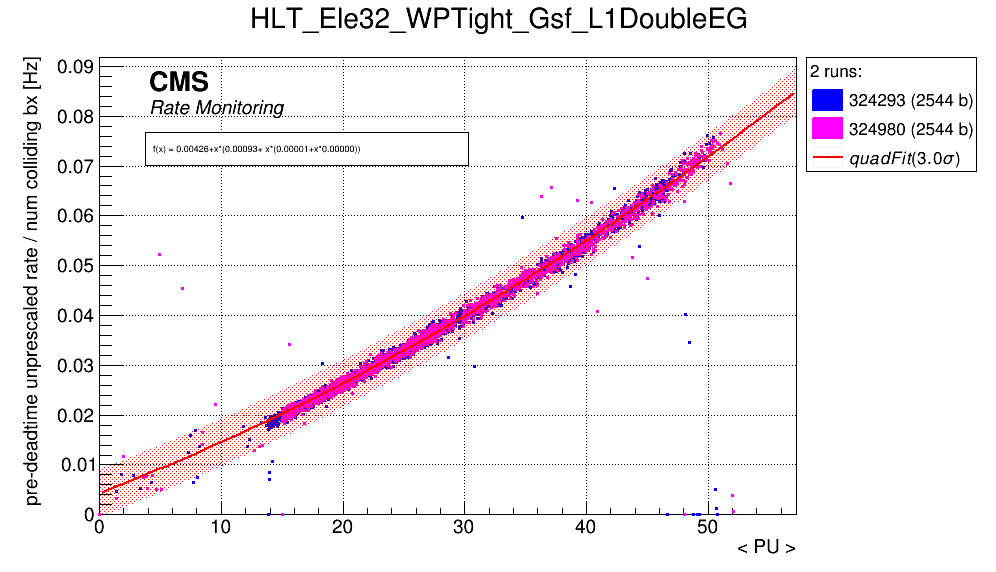 HLT_Ele32_WPTight_Gsf_L1DoubleEG
pre-deadtime unprescaled rate / num colliding bx [Hz]
0.09
0.08
0.07
0.06
0.05
0.04
0.03
0.02
0.01
0
CMS
Rate Monitoring
f(x) = 0.00426+x*(0.00093+ x*(0.00001+x*0.00000))
2 runs:
324293 (2544 b)
324980 (2544 b)
quadFit(3.0σ)
0 10 20 30 40 50
< PU >